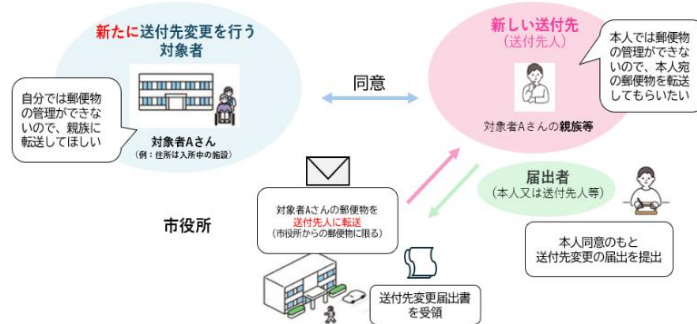 新たに送付先変更を行う
対象者
自分では郵便物
の管理ができな
いので、親族に
転送してほしい
対象者Aさん
(例：住所は入所中の施設)
同意
新しい送付先
(送付先人)
本人では郵便物
の管理ができな
いので、本人宛
の郵便物を転送
してもらいたい
対象者Aさんの親族等
届出者
(本人又は送付先人等)
本人同意のもと
送付先変更の届出を提出
市役所
対象者Aさんの郵便物を
送付先人に転送
(市役所からの郵便物に限る)
送付先変更届出書
を受領